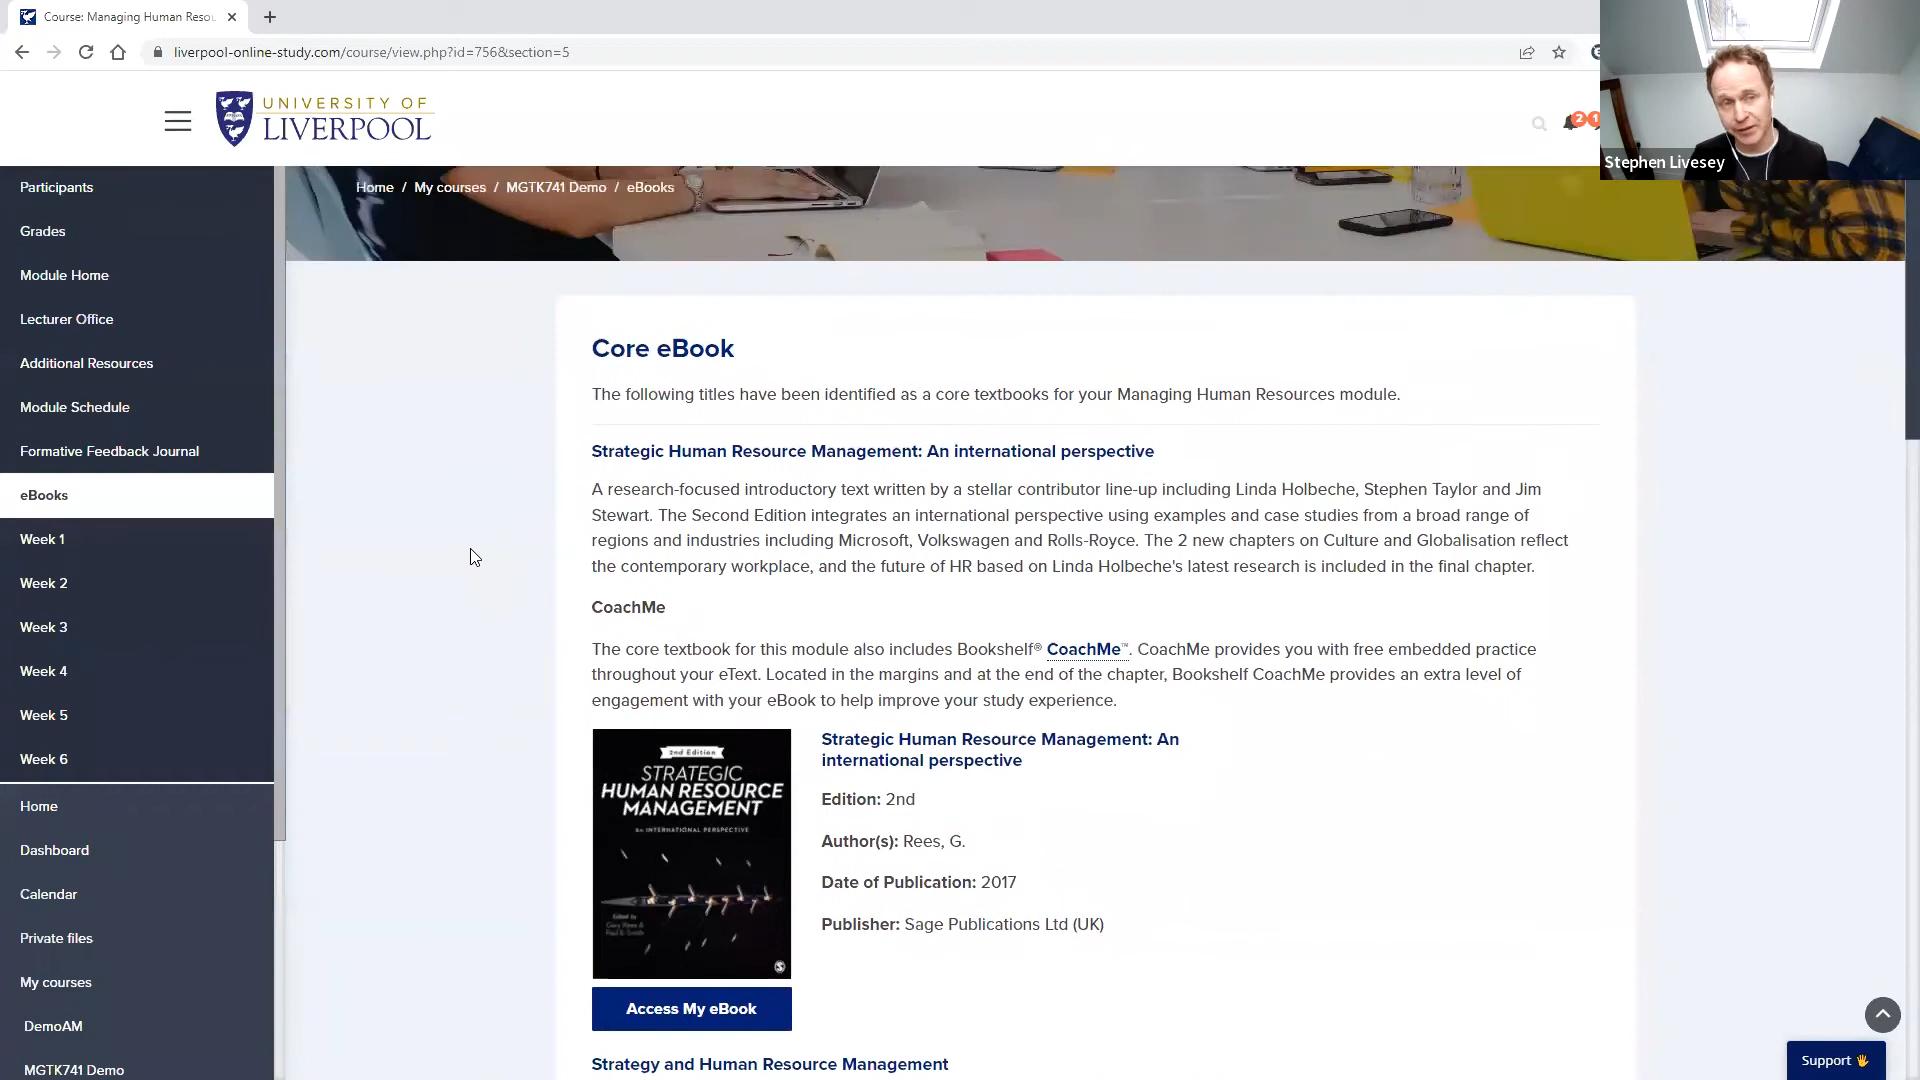 Course: Managing Human Resou
liverpool-online-study.com/course/view.php?id=756&section=5
UNIVERSITY OF
LIVERPOOL
2
1
Stephen Livesey
Participants
Grades
Module Home
Lecturer Office
Additional Resources
Module Schedule
Formative Feedback Journal
eBooks
Week 1
Week 2
Week 3
Week 4
Week 5
Week 6
Home
Dashboard
Calendar
Private files
My courses
DemoAM
MGTK741 Demo
Home / My courses / MGTK741 Demo / eBooks
Core eBook
The following titles have been identified as a core textbooks for your Managing Human Resources module.
Strategic Human Resource Management: An international perspective
A research-focused introductory text written by a stellar contributor line-up including Linda Holbeche, Stephen Taylor and Jim
Stewart. The Second Edition integrates an international perspective using examples and case studies from a broad range of
regions and industries including Microsoft, Volkswagen and Rolls-Royce. The 2 new chapters on Culture and Globalisation reflect
the contemporary workplace, and the future of HR based on Linda Holbeche's latest research is included in the final chapter.
CoachMe
The core textbook for this module also includes Bookshelf® CoachMe™. CoachMe provides you with free embedded practice
throughout your eText. Located in the margins and at the end of the chapter, Bookshelf CoachMe provides an extra level of
engagement with your eBook to help improve your study experience.
2nd Edition
STRATEGIC
HUMAN RESOURCE
MANAGEMENT
AN INTERNATIONAL PERSPECTIVE
Edited by
Gary Rees &
Paul E. Smith
Access My eBook
Strategic Human Resource Management: An
international perspective
Edition: 2nd
Author(s): Rees, G.
Date of Publication: 2017
Publisher: Sage Publications Ltd (UK)
Strategy and Human Resource Management
Support